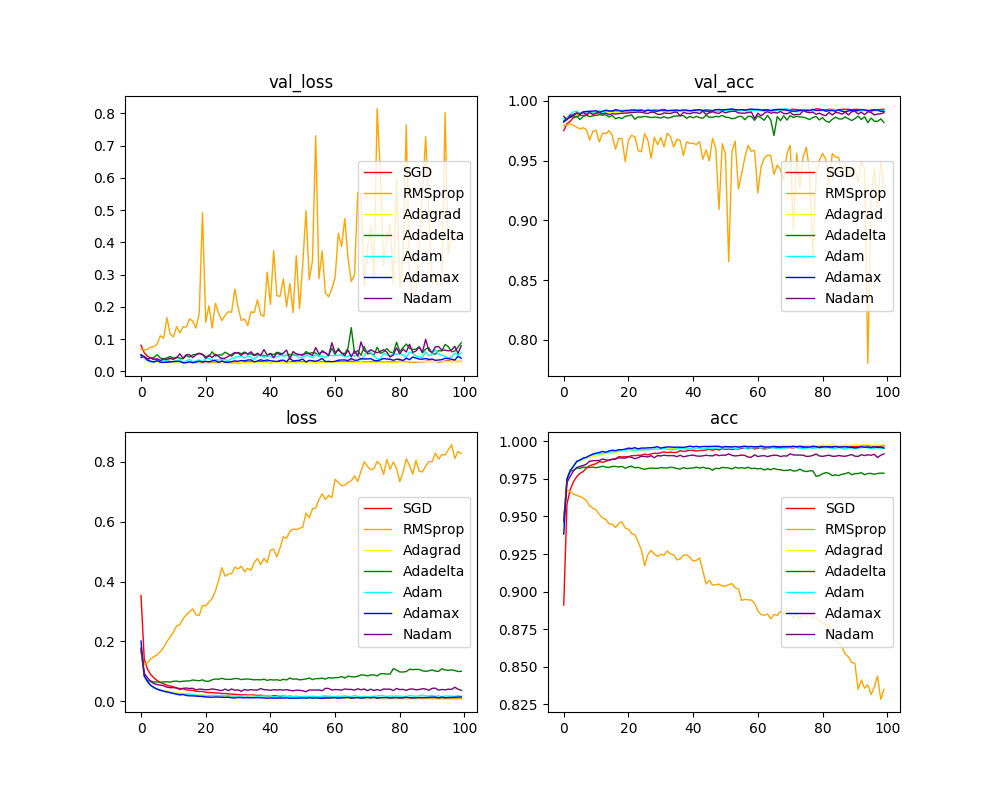 val_loss
0.8
0.7
0.6
0.5
0.4
0.3
0.2
0.1
0.0
0 20 40 60 80 100
SGD
RMSprop
Adagrad
Adadelta
Adam
Adamax
Nadam
val_acc
1.00
0.95
0.90
0.85
0.80
0 20 40 60 80 100
SGD
RMSprop
Adagrad
Adadelta
Adam
Adamax
Nadam
loss
0.8
0.6
0.4
0.2
0.0
0 20 40 60 80 100
SGD
RMSprop
Adagrad
Adadelta
Adam
Adamax
Nadam
acc
1.000
0.975
0.950
0.925
0.900
0.875
0.850
0.825
0 20 40 60 80 100
SGD
RMSprop
Adagrad
Adadelta
Adam
Adamax
Nadam